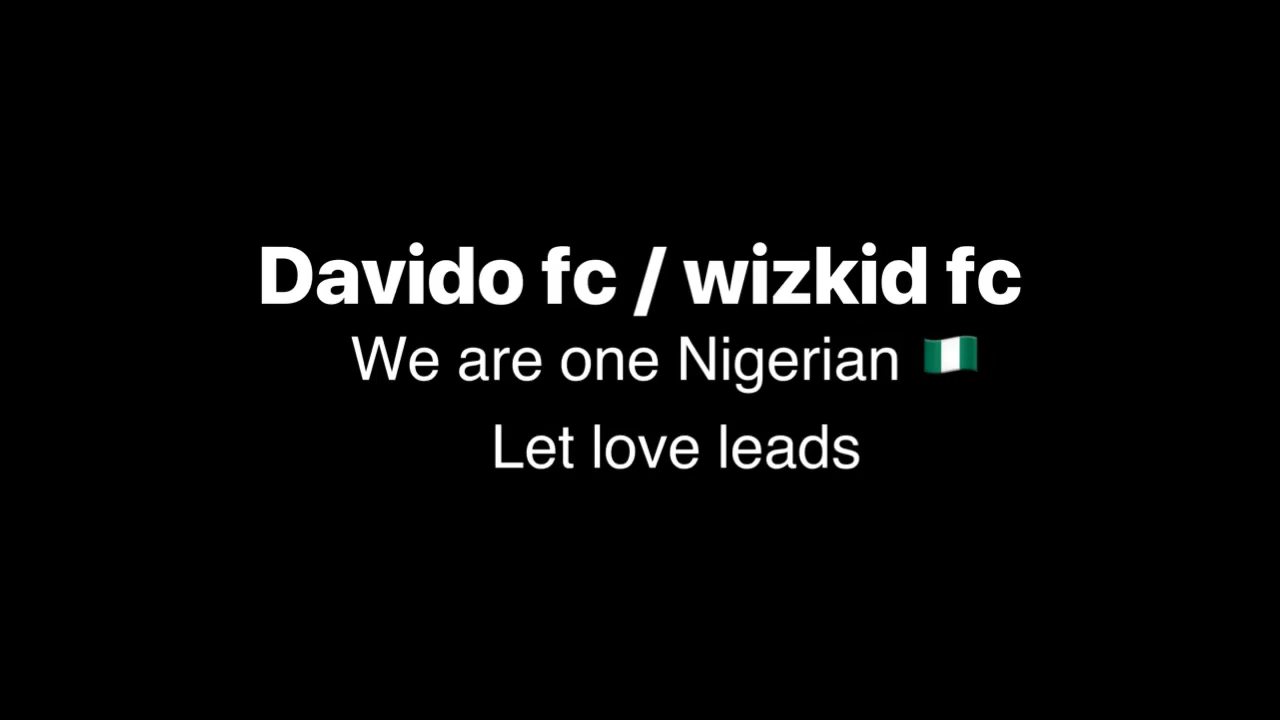 Davido fc / wizkid fc
We are one Nigerian 🇳🇬
Let love leads